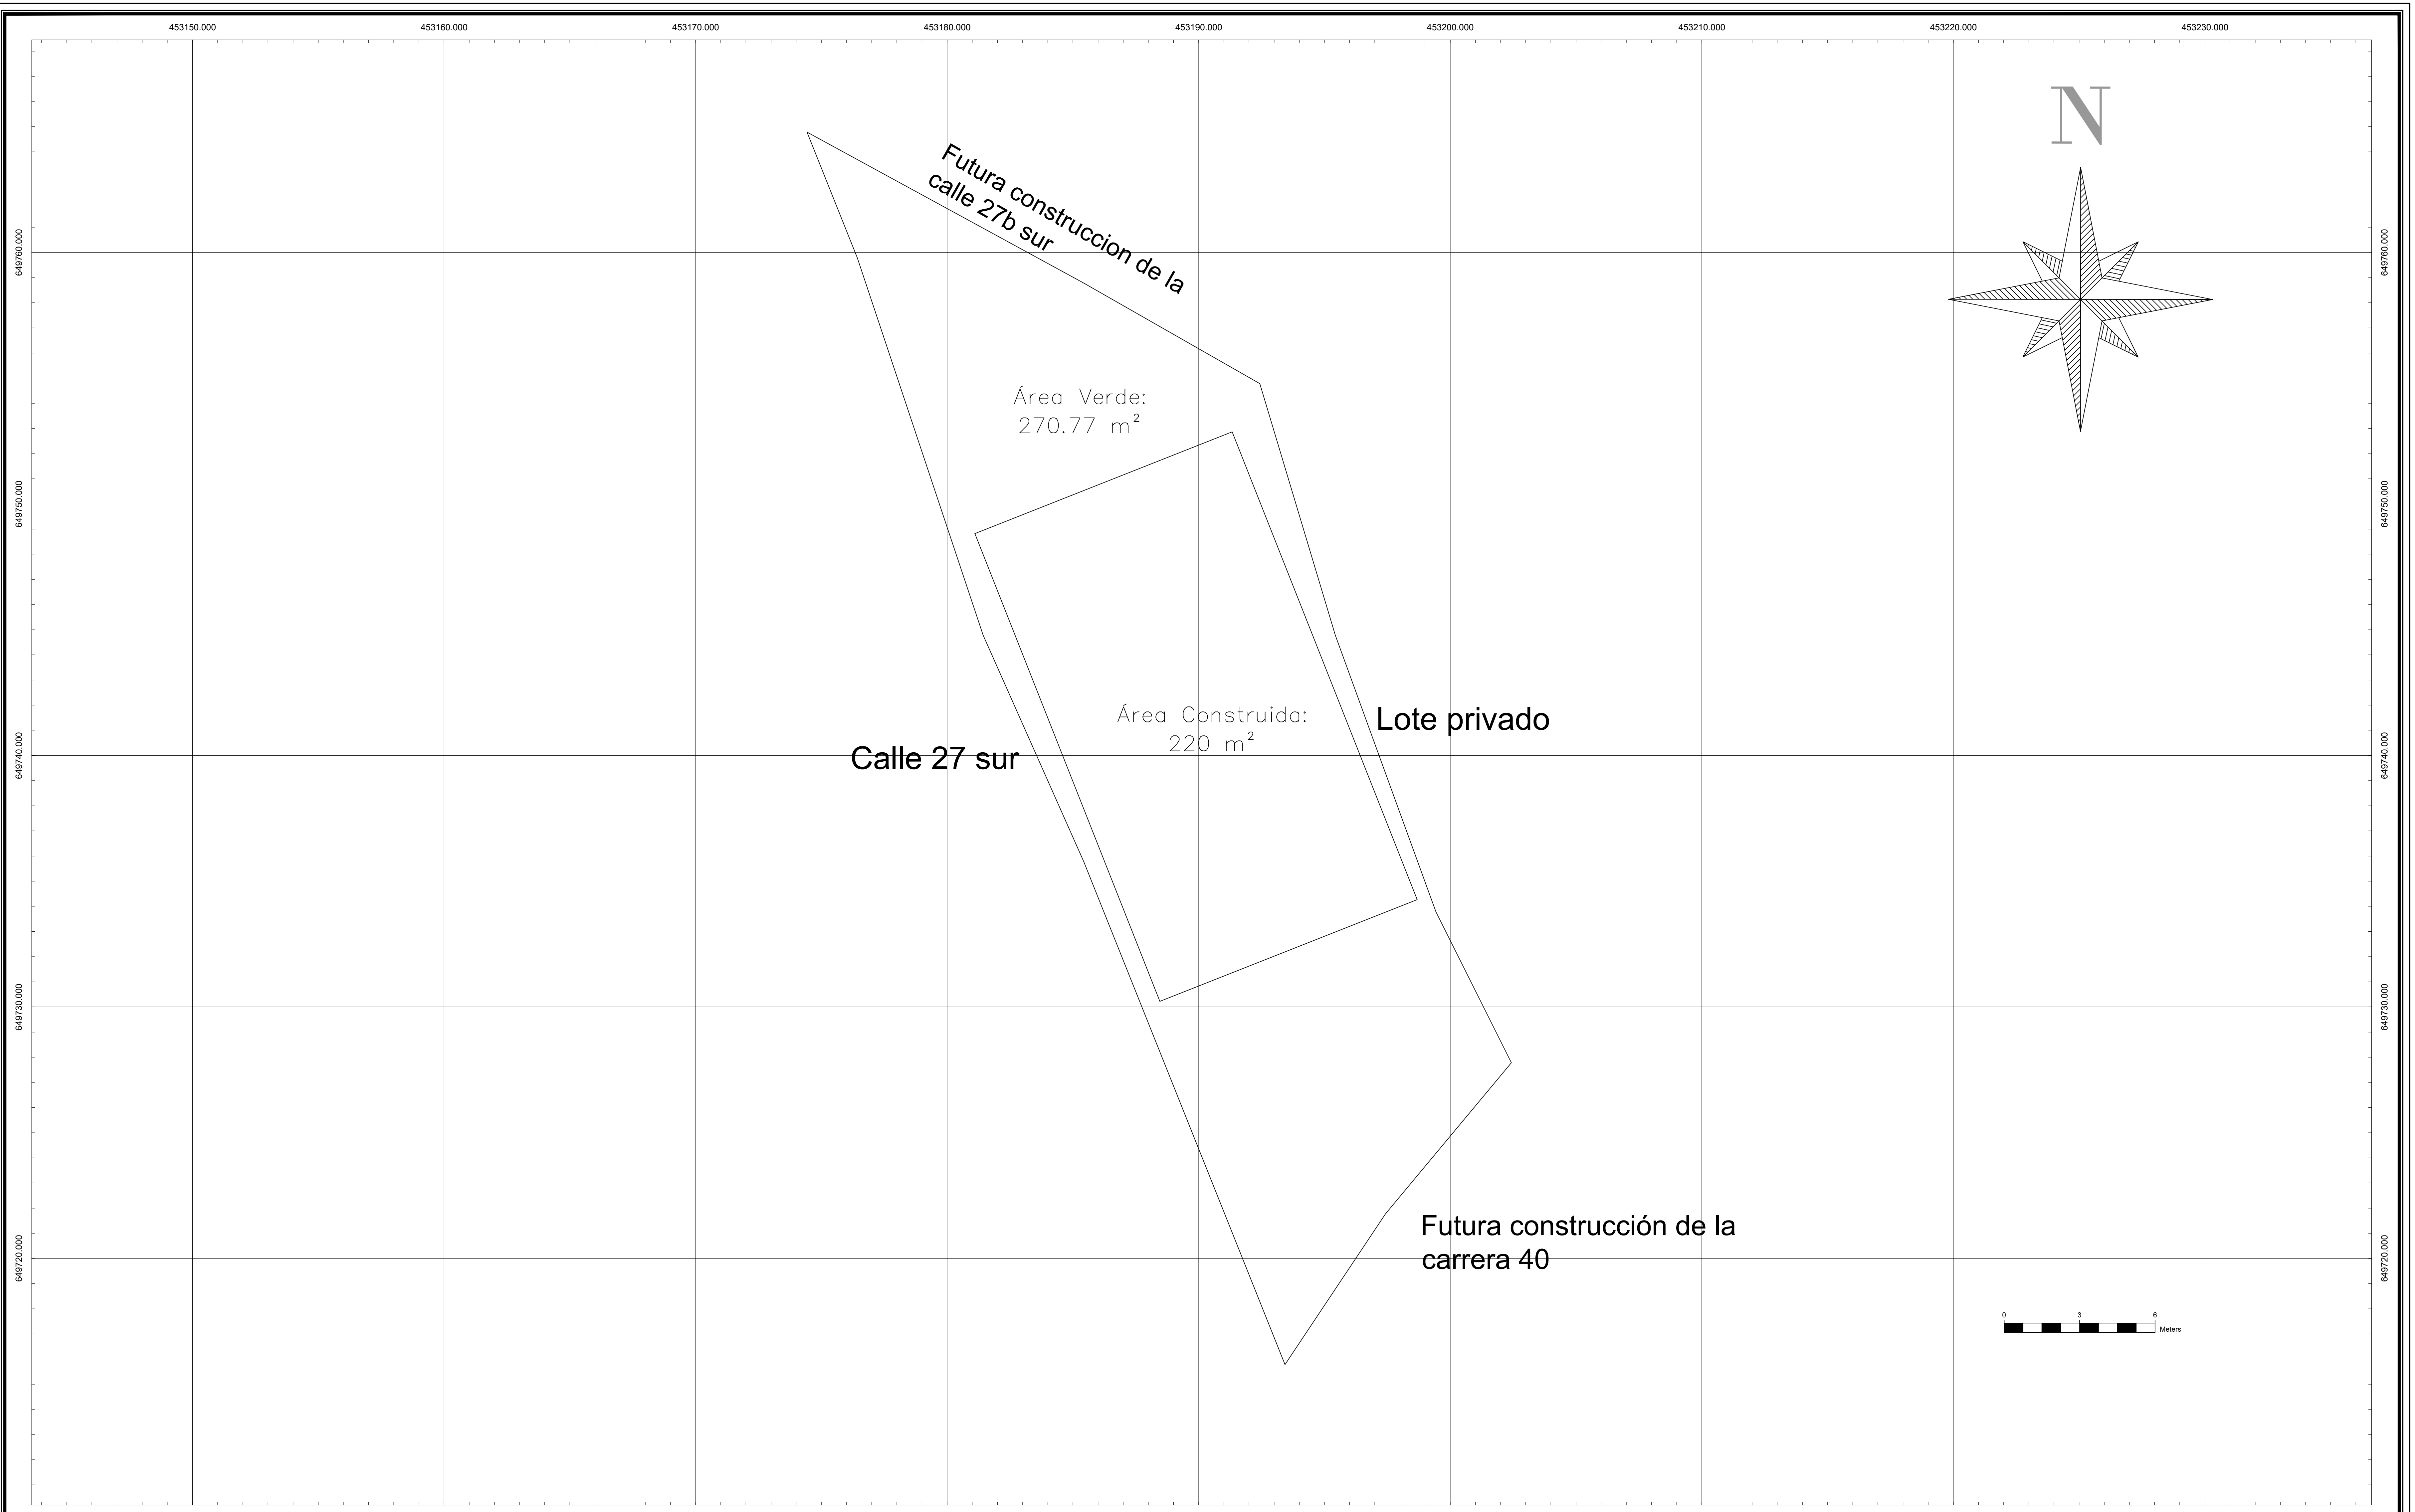 453150.000 453160.000 453170.000 453180.000 453190.000 453200.000 453210.000 453220.000 453230.000
N
Futura construccion de la
calle 27b sur
649760.000 649760.000
Área Verde:
270.77 m²
649750.000 649750.000
Área Construida:
220 m²
Lote privado
Calle 27 sur
649740.000 649740.000
649730.000 649730.000
Futura construcción de la
carrera 40
649720.000 649720.000
0 3 6
Meters